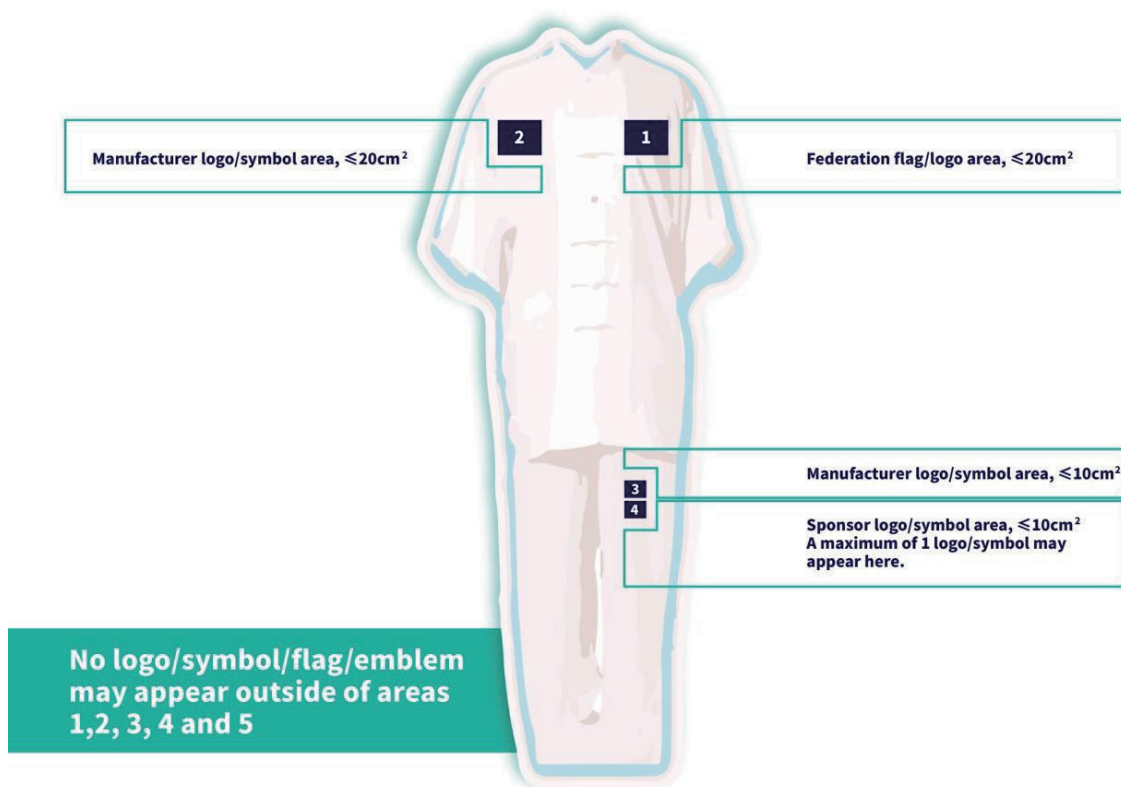 2
1
Manufacturer logo/symbol area, ≤20cm²
Federation flag/logo area, ≤20cm²
Manufacturer logo/symbol area, ≤10cm²
3
4
Sponsor logo/symbol area, ≤10cm²
A maximum of 1 logo/symbol may
appear here.
No logo/symbol/flag/emblem
may appear outside of areas
1,2, 3, 4 and 5